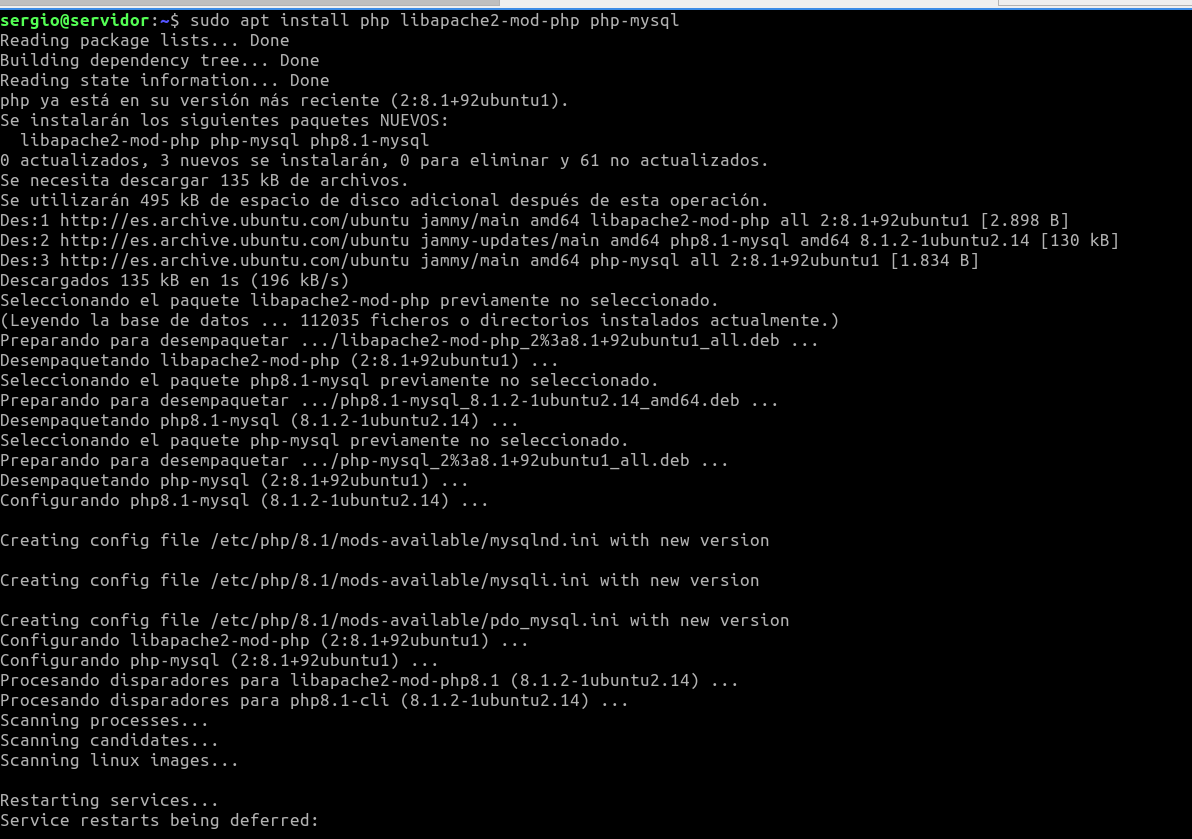 sergio@servidor:~$ sudo apt install php libapache2-mod-php php-mysql
Reading package lists... Done
Building dependency tree... Done
Reading state information... Done
php ya está en su versión más reciente (2:8.1+92ubuntu1).
Se instalarán los siguientes paquetes NUEVOS:
  libapache2-mod-php php-mysql php8.1-mysql
0 actualizados, 3 nuevos se instalarán, 0 para eliminar y 61 no actualizados.
Se necesita descargar 135 kB de archivos.
Se utilizarán 495 kB de espacio de disco adicional después de esta operación.
Des:1 http://es.archive.ubuntu.com/ubuntu jammy/main amd64 libapache2-mod-php all 2:8.1+92ubuntu1 [2.898 B]
Des:2 http://es.archive.ubuntu.com/ubuntu jammy-updates/main amd64 php8.1-mysql amd64 8.1.2-1ubuntu2.14 [130 kB]
Des:3 http://es.archive.ubuntu.com/ubuntu jammy/main amd64 php-mysql all 2:8.1+92ubuntu1 [1.834 B]
Descargados 135 kB en 1s (196 kB/s)
Seleccionando el paquete libapache2-mod-php previamente no seleccionado.
(Leyendo la base de datos ... 112035 ficheros o directorios instalados actualmente.)
Preparando para desempaquetar .../libapache2-mod-php_2%3a8.1+92ubuntu1_all.deb ...
Desempaquetando libapache2-mod-php (2:8.1+92ubuntu1) ...
Seleccionando el paquete php8.1-mysql previamente no seleccionado.
Preparando para desempaquetar .../php8.1-mysql_8.1.2-1ubuntu2.14_amd64.deb ...
Desempaquetando php8.1-mysql (8.1.2-1ubuntu2.14) ...
Seleccionando el paquete php-mysql previamente no seleccionado.
Preparando para desempaquetar .../php-mysql_2%3a8.1+92ubuntu1_all.deb ...
Desempaquetando php-mysql (2:8.1+92ubuntu1) ...
Configurando php8.1-mysql (8.1.2-1ubuntu2.14) ...

Creating config file /etc/php/8.1/mods-available/mysqlnd.ini with new version

Creating config file /etc/php/8.1/mods-available/mysqli.ini with new version

Creating config file /etc/php/8.1/mods-available/pdo_mysql.ini with new version
Configurando libapache2-mod-php (2:8.1+92ubuntu1) ...
Configurando php-mysql (2:8.1+92ubuntu1) ...
Procesando disparadores para libapache2-mod-php8.1 (8.1.2-1ubuntu2.14) ...
Procesando disparadores para php8.1-cli (8.1.2-1ubuntu2.14) ...
Scanning processes...
Scanning candidates...
Scanning linux images...

Restarting services...
Service restarts being deferred: